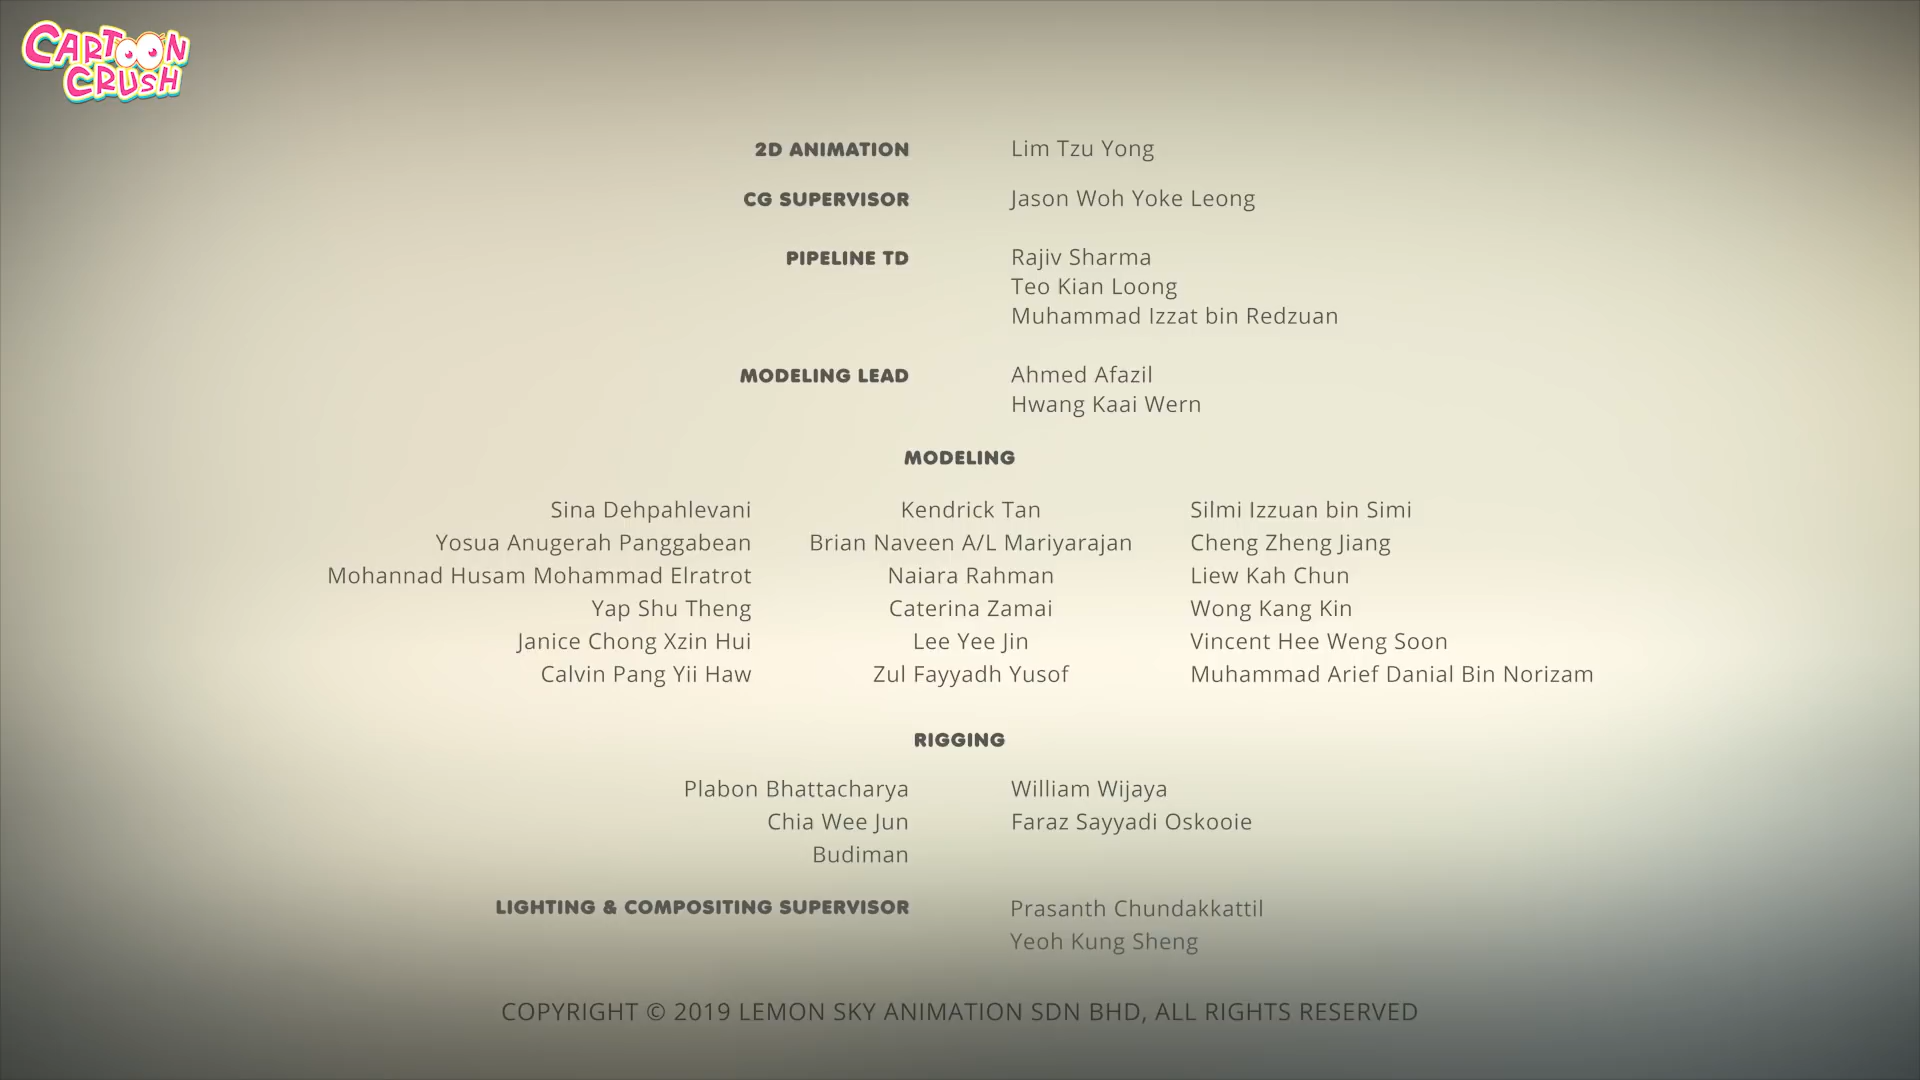 CARTOON
CRUSH
2D ANIMATION Lim Tzu Yong
CG SUPERVISOR Jason Woh Yoke Leong
PIPELINE TD Rajiv Sharma
Teo Kian Loong
Muhammad Izzat bin Redzuan
MODELING LEAD Ahmed Afazil
Hwang Kaai Wern
MODELING
Sina Dehpahlevani Kendrick Tan Silmi Izzuan bin Simi
Yosua Anugerah Panggabean Brian Naveen A/L Mariyarajan Cheng Zheng Jiang
Mohannad Husam Mohammad Elratrot Naiara Rahman Liew Kah Chun
Yap Shu Theng Caterina Zamai Wong Kang Kin
Janice Chong Xzin Hui Lee Yee Jin Vincent Hee Weng Soon
Calvin Pang Yii Haw Zul Fayyadh Yusof Muhammad Arief Danial Bin Norizam
RIGGING
Plabon Bhattacharya William Wijaya
Chia Wee Jun Faraz Sayyadi Oskooie
Budiman
LIGHTING & COMPOSITING SUPERVISOR Prasanth Chundakkattil
Yeoh Kung Sheng
COPYRIGHT © 2019 LEMON SKY ANIMATION SDN BHD, ALL RIGHTS RESERVED